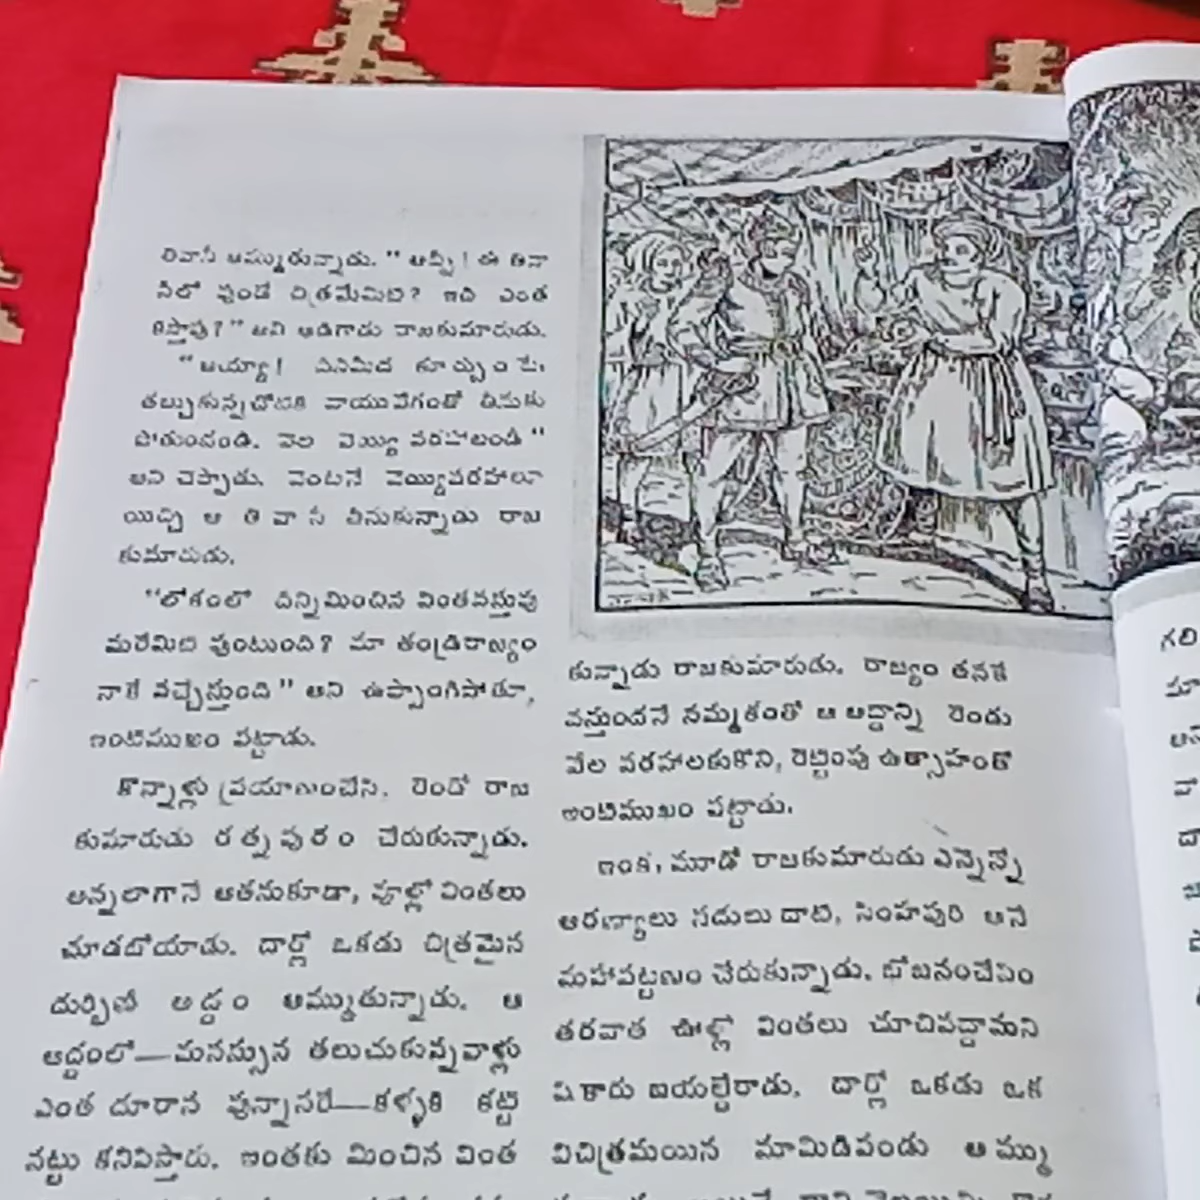 తివాసీ అమ్ముతున్నాడు. "అబ్బీ! ఈ తివా
సీలో వుండే చిత్రమేమిటి? ఇది ఎంత
కిస్తావు?" అని అడిగాడు రాజకుమారుడు.
"అయ్యా! దీనిమీద కూర్చుంటే,
తల్చుకున్నచోటికి వాయువేగంతో తీసుకు
పోతుందండి. వెల వెయ్యి వరహాలండీ"
అని చెప్పాడు. వెంటనే వెయ్యివరహాలూ
యిచ్చి ఆ తివాసీ తీసుకున్నాడు రాజ
కుమారుడు.
"లోకంలో దీన్నిమించిన వింతవస్తువు
మరేమిటి వుంటుంది? మా తండ్రిరాజ్యం
నాకే వచ్చేస్తుంది" అని ఉప్పొంగిపోతూ,
ఇంటిముఖం పట్టాడు.
కొన్నాళ్లు ప్రయాణంచేసి, రెండో రాజ
కుమారుడు రత్నపురం చేరుకున్నాడు.
అన్నలాగానే అతనుకూడా, వూళ్లో వింతలు
చూడబోయాడు. దార్లో ఒకడు చిత్రమైన
దుర్భిణీ అద్దం అమ్ముతున్నాడు. ఆ
అద్దంలో—మనస్సున తలుచుకున్నవాళ్లు
ఎంత దూరాన వున్నాసరే—కళ్ళకి కట్టి
నట్టు కనిపిస్తారు. ఇంతకు మించిన వింత
కున్నాడు రాజకుమారుడు. రాజ్యం తనకే
వస్తుందనే నమ్మకంతో ఆ అద్దాన్ని రెండు
వేల వరహాలకుకొని, రెట్టింపు ఉత్సాహంతో
ఇంటిముఖం పట్టాడు.
ఇంక, మూడో రాజకుమారుడు ఎన్నెన్నో
అరణ్యాలు నదులు దాటి, సింహపురి అనే
మహాపట్టణం చేరుకున్నాడు. భోజనంచేసిం
తరవాత ఊళ్లో వింతలు చూచివద్దామని
షికారు బయల్దేరాడు. దార్లో ఒకడు ఒక
విచిత్రమయిన మామిడిపండు అమ్ము